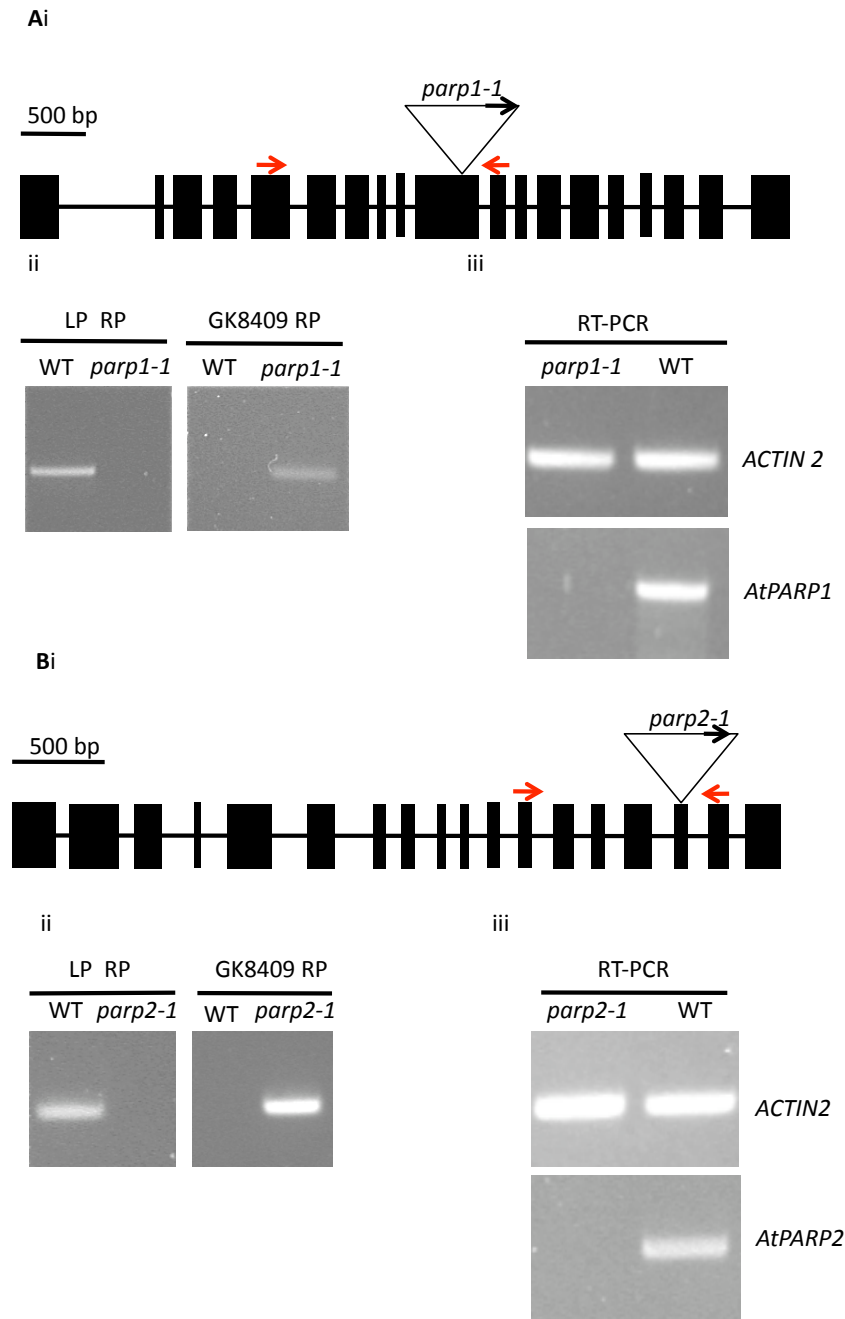 Ai
parp1-1
500 bp
ii
iii
LP RP
GK8409 RP
RT-PCR
WT parp1-1
WT parp1-1
parp1-1 WT
ACTIN 2
AtPARP1
Bi
parp2-1
500 bp
ii
iii
LP RP
GK8409 RP
RT-PCR
WT parp2-1
WT parp2-1
parp2-1 WT
ACTIN2
AtPARP2